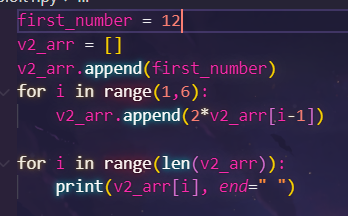 first_number = 12
v2_arr = []
v2_arr.append(first_number)
for i in range(1,6):
    v2_arr.append(2*v2_arr[i-1])
for i in range(len(v2_arr)):
    print(v2_arr[i], end=" ")